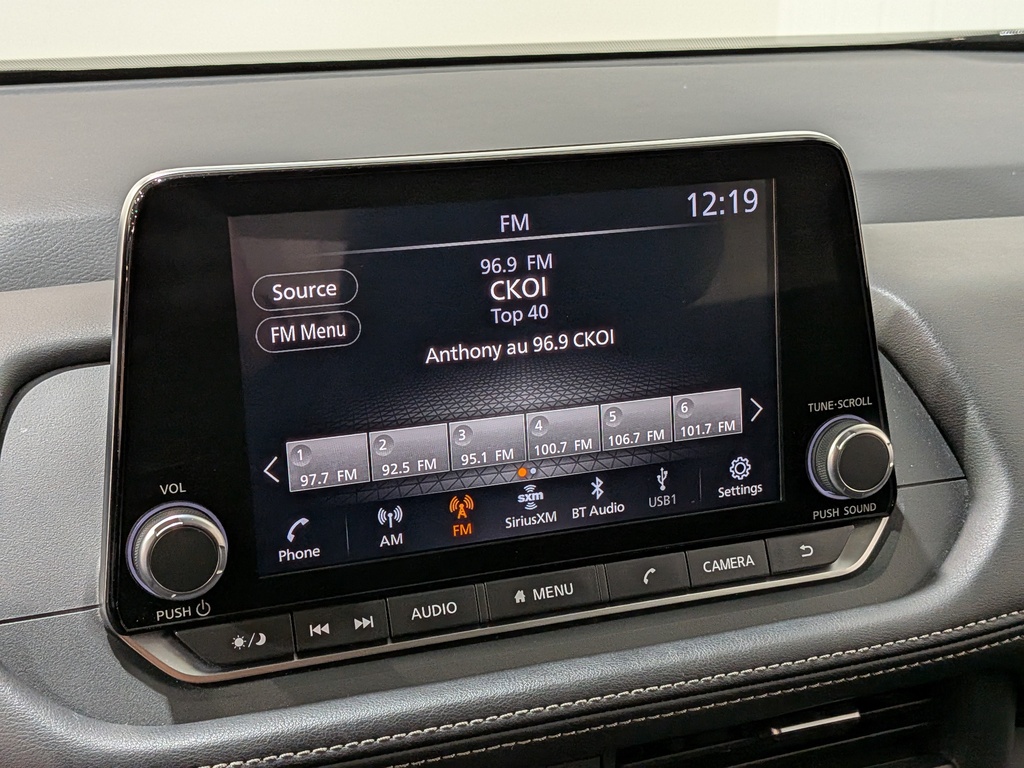 12:19
FM
96.9 FM
CKOI
Top 40
Anthony au 96.9 CKOI
Source
FM Menu
1 97.7 FM
2 92.5 FM
3 95.1 FM
4 100.7 FM
5 106.7 FM
6 101.7 FM
Phone
AM
FM
sxm
SiriusXM
BT Audio
USB1
Settings
VOL
PUSH
TUNE·SCROLL
PUSH SOUND
AUDIO
MENU
CAMERA